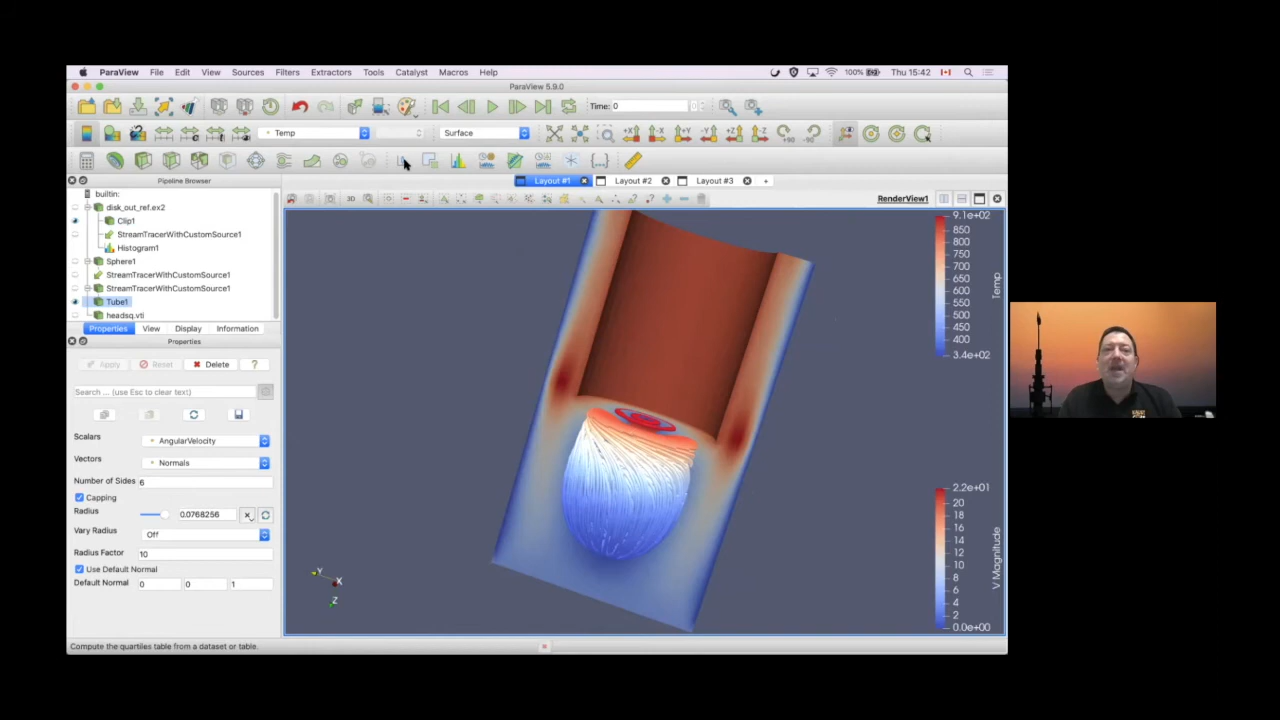 ParaView File Edit View Sources Filters Extractors Tools Catalyst Macros Help 100% Thu 15:42
ParaView 5.9.0
Time: 0 0
Temp Surface +X -X +Y -Y +Z -Z +90 -90
Pipeline Browser
Layout #1 Layout #2 Layout #3 +
builtin:
disk_out_ref.ex2
Clip1
StreamTracerWithCustomSource1
Histogram1
Sphere1
StreamTracerWithCustomSource1
StreamTracerWithCustomSource1
Tube1
headsq.vti
3D RenderView1
Properties View Display Information
Properties
Apply Reset Delete ?
Search ... (use Esc to clear text)
Scalars AngularVelocity
Vectors Normals
Number of Sides 6
Capping
Radius 0.0768256
Vary Radius Off
Radius Factor 10
Use Default Normal
Default Normal 0 0 1
9.1e+02
850
800
750
700
650
600
550
500
450
400
3.4e+02
Temp
2.2e+01
20
18
16
14
12
10
8
6
4
2
0.0e+00
V Magnitude
Y
X
Z
Compute the quartiles table from a dataset or table.